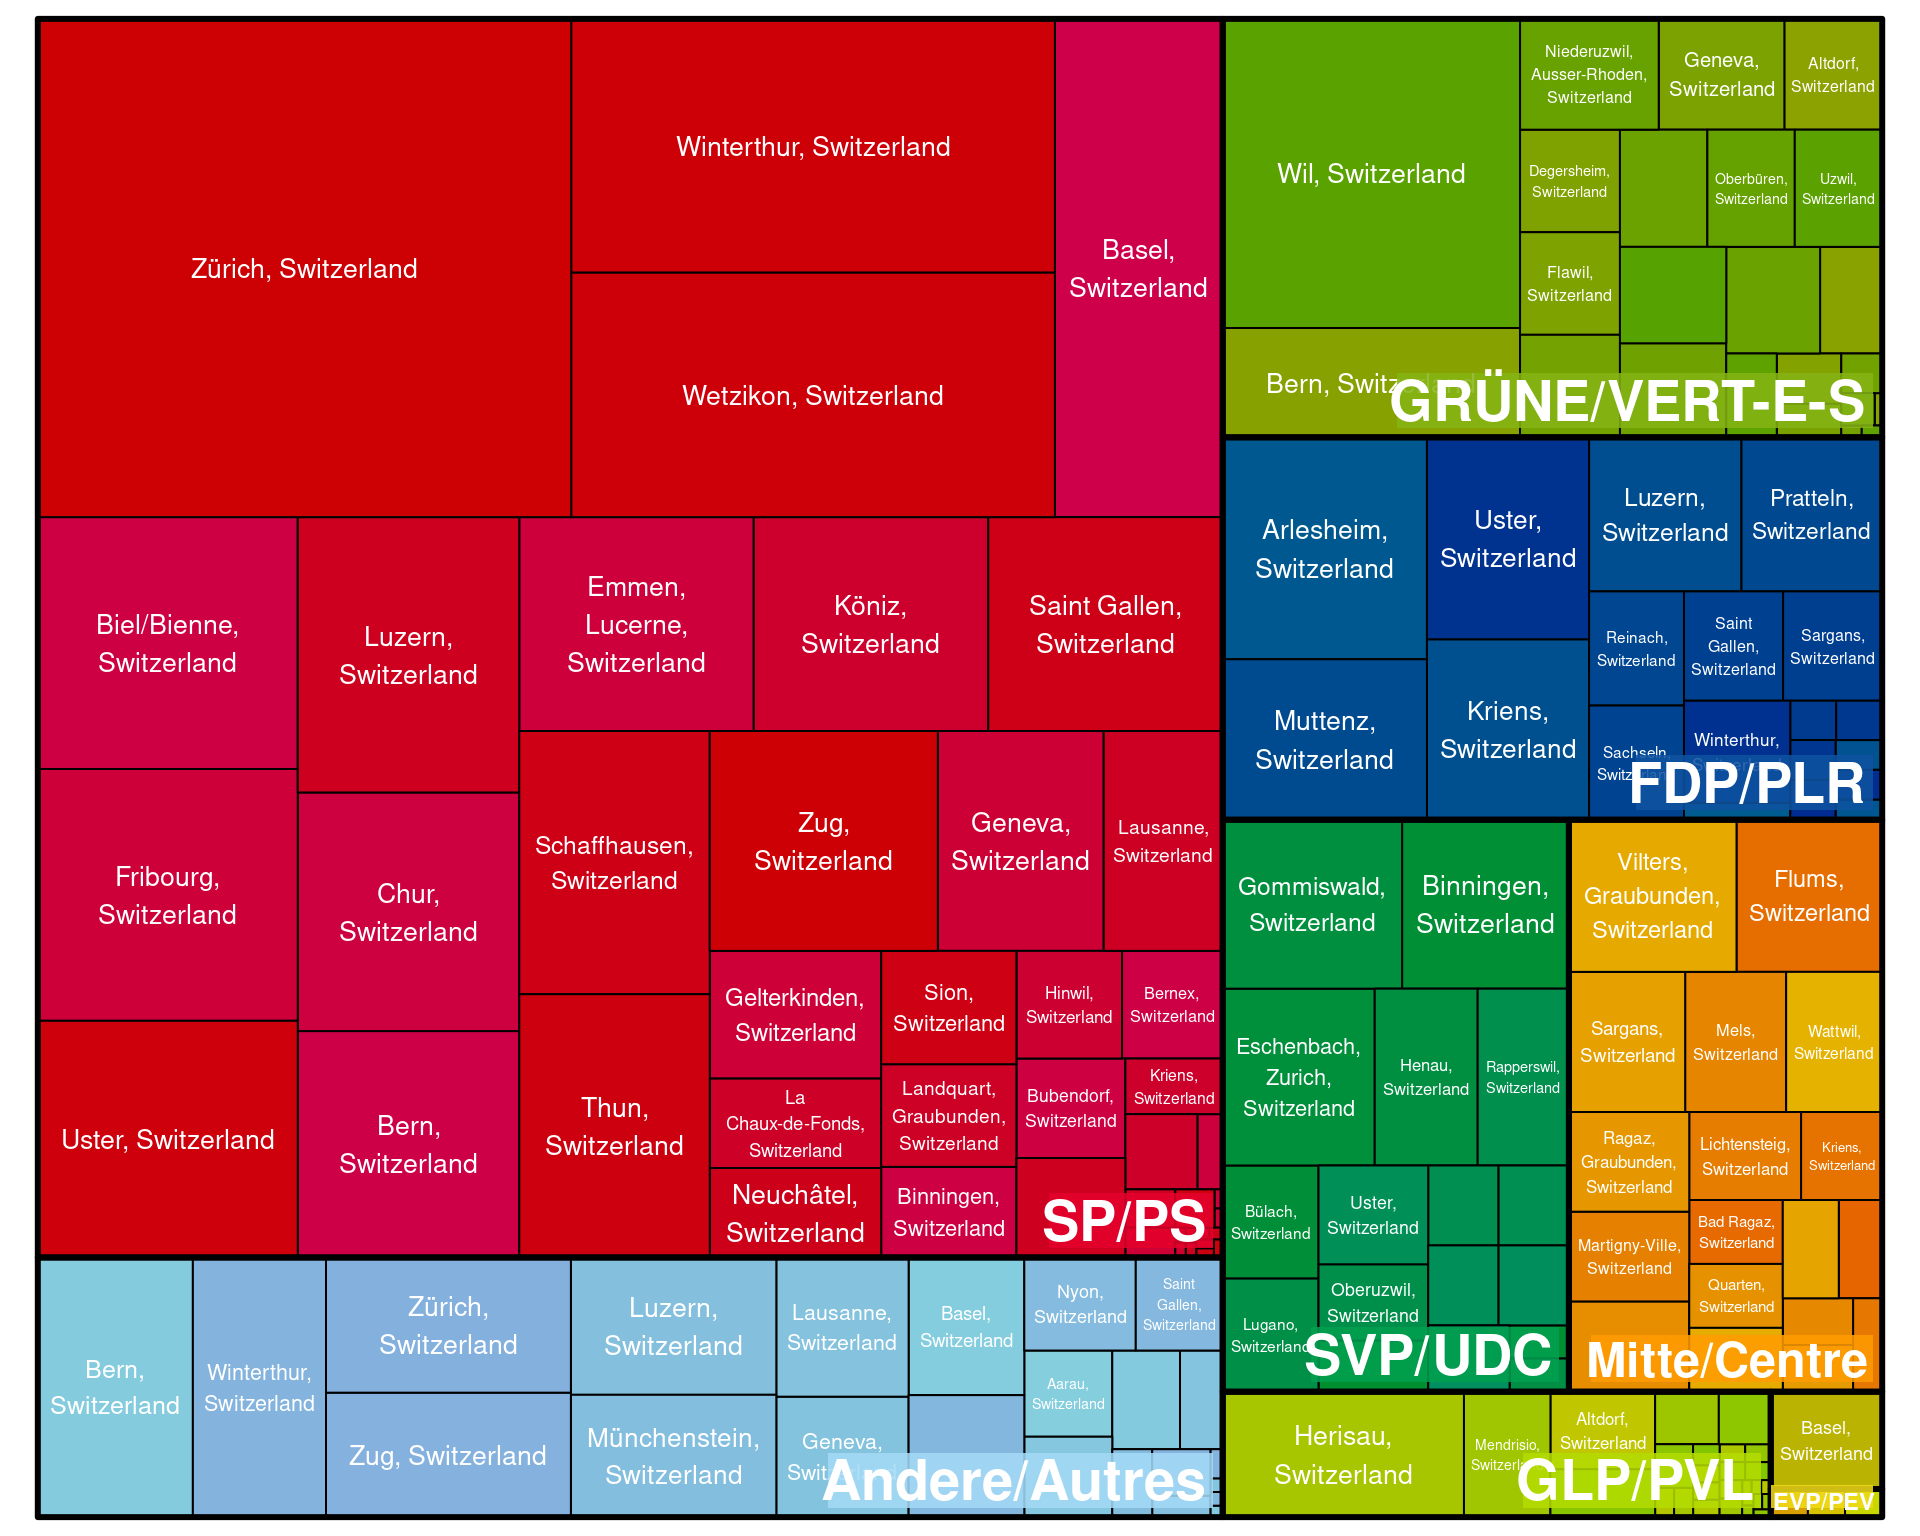 Zürich, Switzerland
Winterthur, Switzerland
Wetzikon, Switzerland
Basel,
Switzerland
Biel/Bienne,
Switzerland
Fribourg,
Switzerland
Uster, Switzerland
Luzern,
Switzerland
Chur,
Switzerland
Bern,
Switzerland
Emmen,
Lucerne,
Switzerland
Köniz,
Switzerland
Saint Gallen,
Switzerland
Schaffhausen,
Switzerland
Thun,
Switzerland
Zug,
Switzerland
Geneva,
Switzerland
Lausanne,
Switzerland
Gelterkinden,
Switzerland
La
Chaux-de-Fonds,
Switzerland
Neuchâtel,
Switzerland
Sion,
Switzerland
Landquart,
Graubunden,
Switzerland
Binningen,
Switzerland
Hinwil,
Switzerland
Bernex,
Switzerland
Bubendorf,
Switzerland
Kriens,
Switzerland
SP/PS
Bern,
Switzerland
Winterthur,
Switzerland
Zürich,
Switzerland
Zug, Switzerland
Luzern,
Switzerland
Münchenstein,
Switzerland
Lausanne,
Switzerland
Geneva,
Switzerland
Basel,
Switzerland
Nyon,
Switzerland
Saint
Gallen,
Switzerland
Aarau,
Switzerland
Andere/Autres
Wil, Switzerland
Bern, Switzerland
Niederuzwil,
Ausser-Rhoden,
Switzerland
Geneva,
Switzerland
Altdorf,
Switzerland
Degersheim,
Switzerland
Oberbüren,
Switzerland
Uzwil,
Switzerland
Flawil,
Switzerland
GRÜNE/VERT-E-S
Arlesheim,
Switzerland
Muttenz,
Switzerland
Uster,
Switzerland
Kriens,
Switzerland
Luzern,
Switzerland
Pratteln,
Switzerland
Reinach,
Switzerland
Saint
Gallen,
Switzerland
Sargans,
Switzerland
Sachseln,
Switzerland
Winterthur,
Switzerland
FDP/PLR
Gommiswald,
Switzerland
Binningen,
Switzerland
Eschenbach,
Zurich,
Switzerland
Henau,
Switzerland
Rapperswil,
Switzerland
Bülach,
Switzerland
Lugano,
Switzerland
Uster,
Switzerland
Oberuzwil,
Switzerland
SVP/UDC
Vilters,
Graubunden,
Switzerland
Flums,
Switzerland
Sargans,
Switzerland
Mels,
Switzerland
Wattwil,
Switzerland
Ragaz,
Graubunden,
Switzerland
Lichtensteig,
Switzerland
Kriens,
Switzerland
Martigny-Ville,
Switzerland
Bad Ragaz,
Switzerland
Quarten,
Switzerland
Mitte/Centre
Herisau,
Switzerland
Mendrisio,
Switzerland
Altdorf,
Switzerland
GLP/PVL
Basel,
Switzerland
EVP/PEV